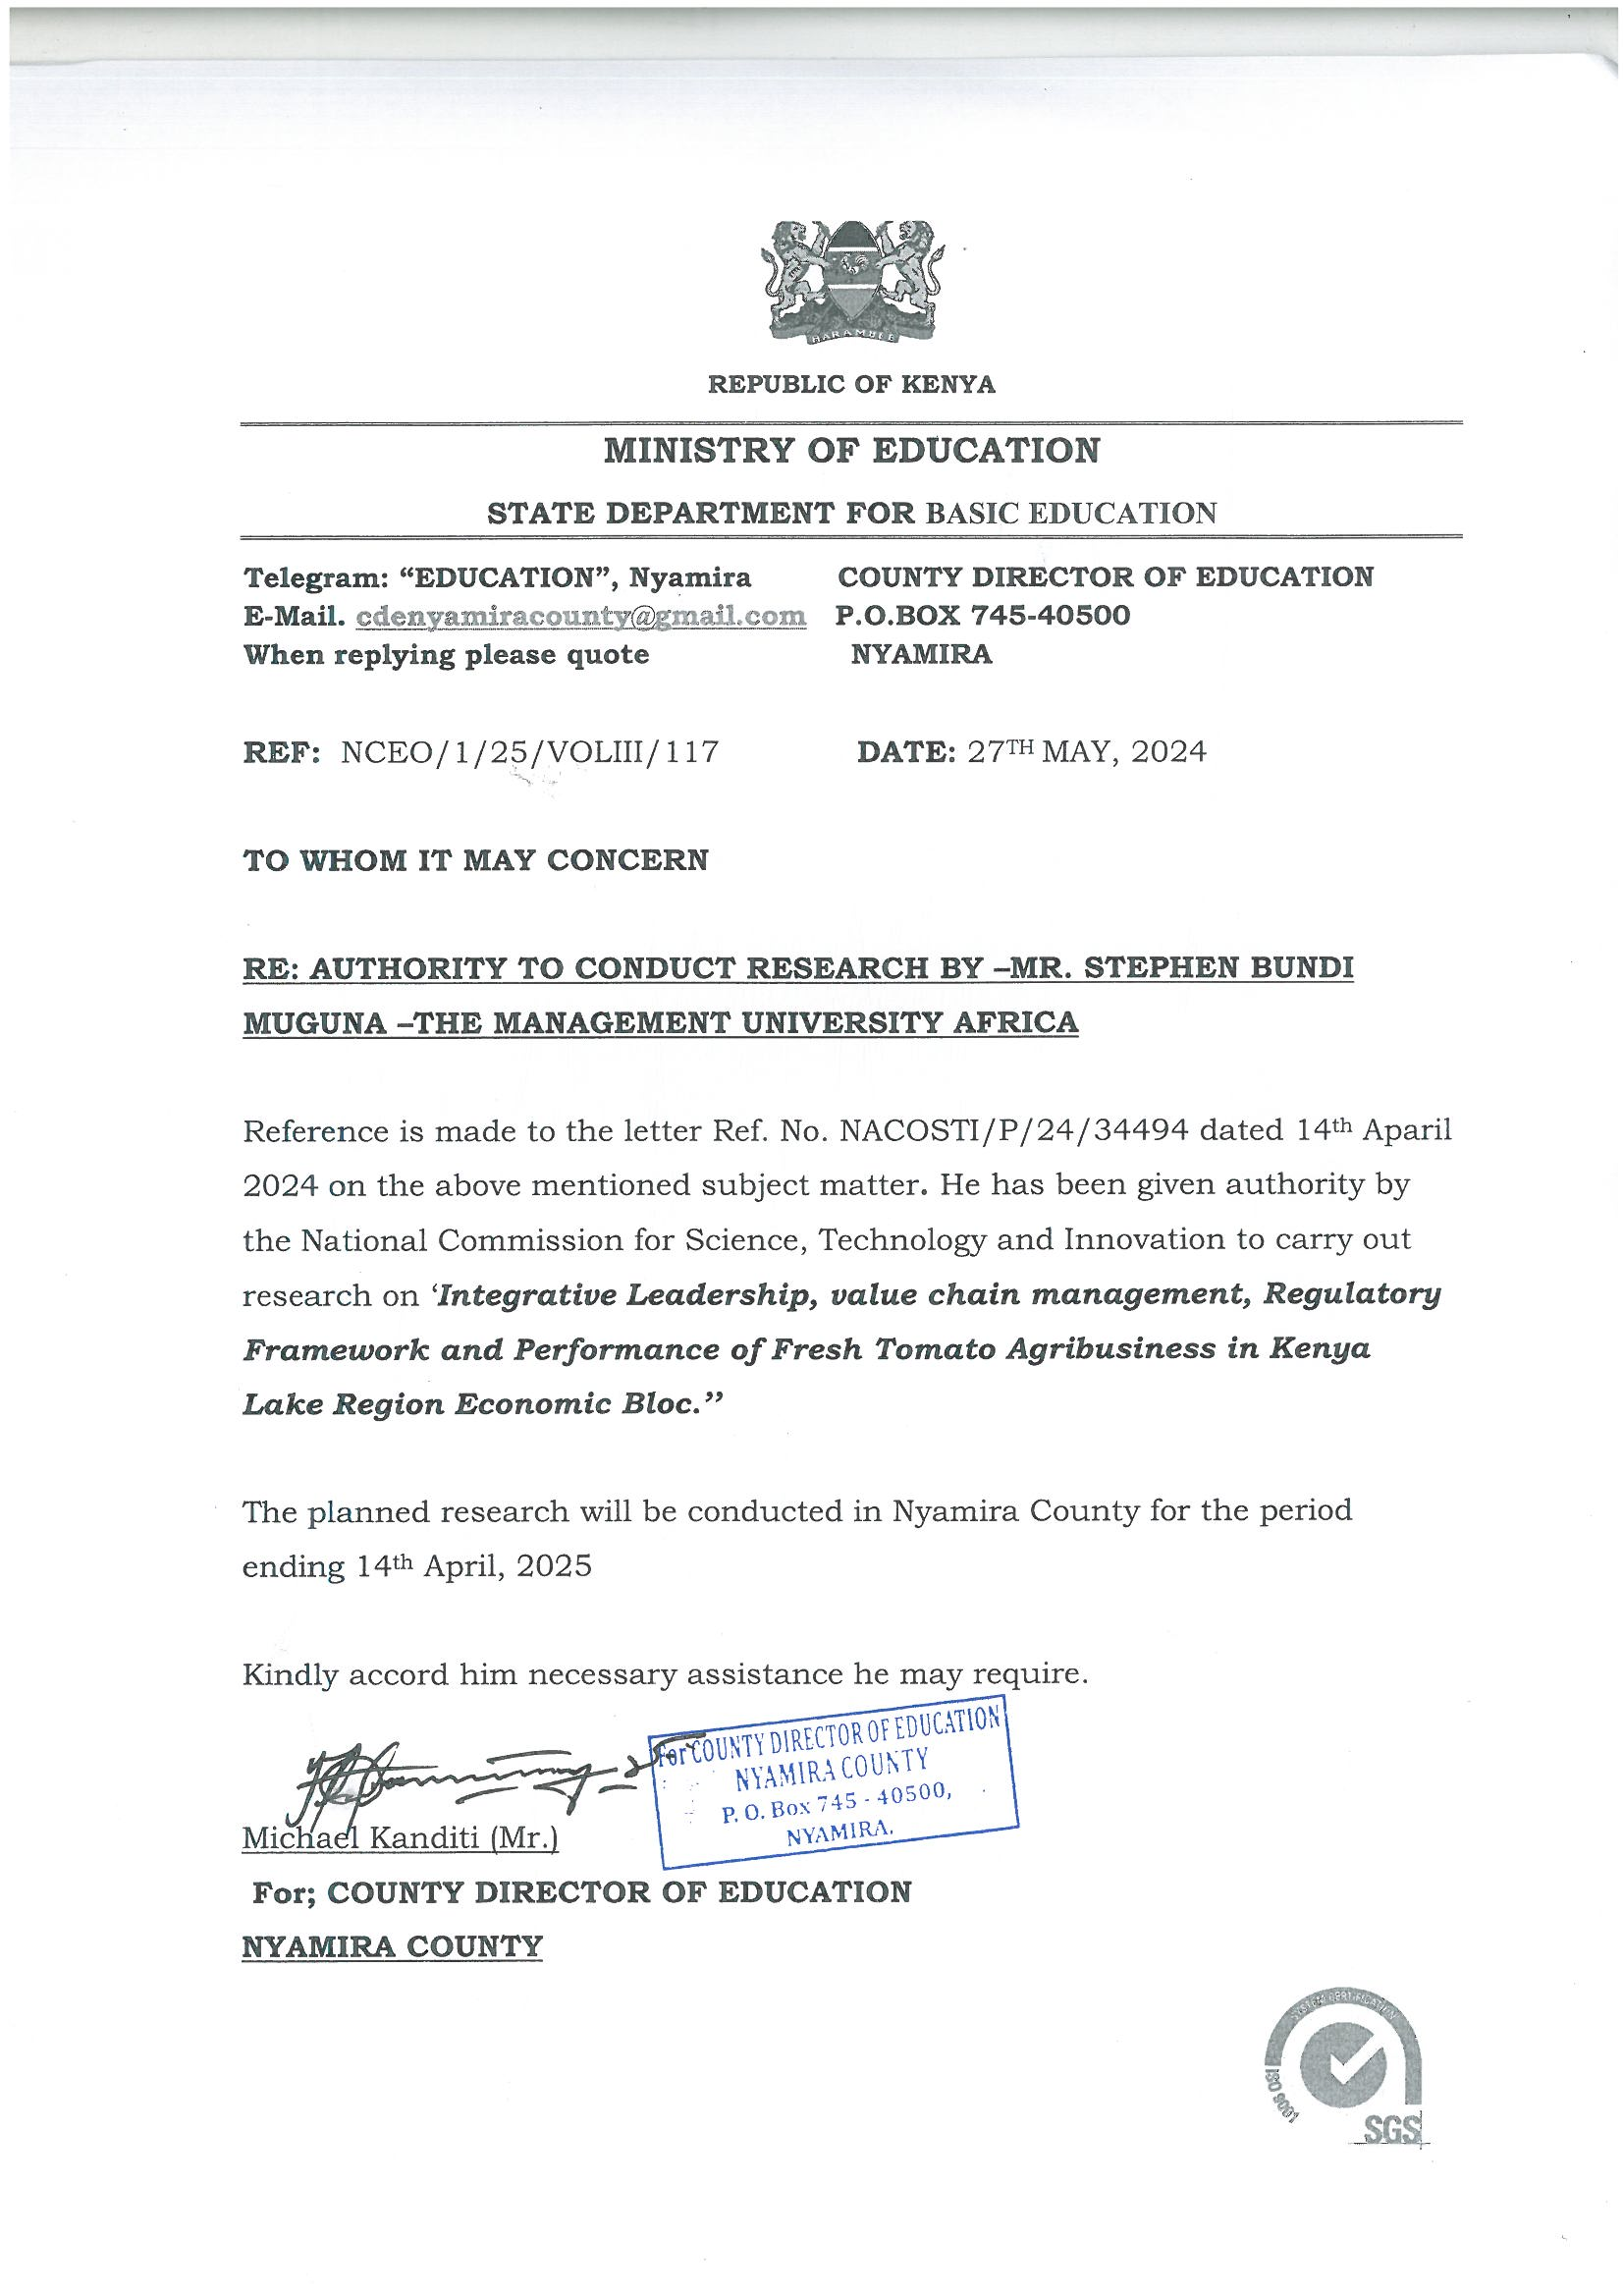 HARAMBEE
REPUBLIC OF KENYA
MINISTRY OF EDUCATION
STATE DEPARTMENT FOR BASIC EDUCATION
Telegram: “EDUCATION”, Nyamira
E-Mail. cdenyamiracounty@gmail.com
When replying please quote
COUNTY DIRECTOR OF EDUCATION
P.O.BOX 745-40500
NYAMIRA
REF: NCEO/1/25/VOLIII/117
DATE: 27TH MAY, 2024
TO WHOM IT MAY CONCERN
RE: AUTHORITY TO CONDUCT RESEARCH BY –MR. STEPHEN BUNDI
MUGUNA –THE MANAGEMENT UNIVERSITY AFRICA
Reference is made to the letter Ref. No. NACOSTI/P/24/34494 dated 14th Aparil
2024 on the above mentioned subject matter. He has been given authority by
the National Commission for Science, Technology and Innovation to carry out
research on ‘Integrative Leadership, value chain management, Regulatory
Framework and Performance of Fresh Tomato Agribusiness in Kenya
Lake Region Economic Bloc.”
The planned research will be conducted in Nyamira County for the period
ending 14th April, 2025
Kindly accord him necessary assistance he may require.
For COUNTY DIRECTOR OF EDUCATION
NYAMIRA COUNTY
P. O. Box 745 - 40500,
NYAMIRA.
Michael Kanditi (Mr.)
For; COUNTY DIRECTOR OF EDUCATION
NYAMIRA COUNTY
SYSTEM CERTIFICATION
ISO 9001
SGS